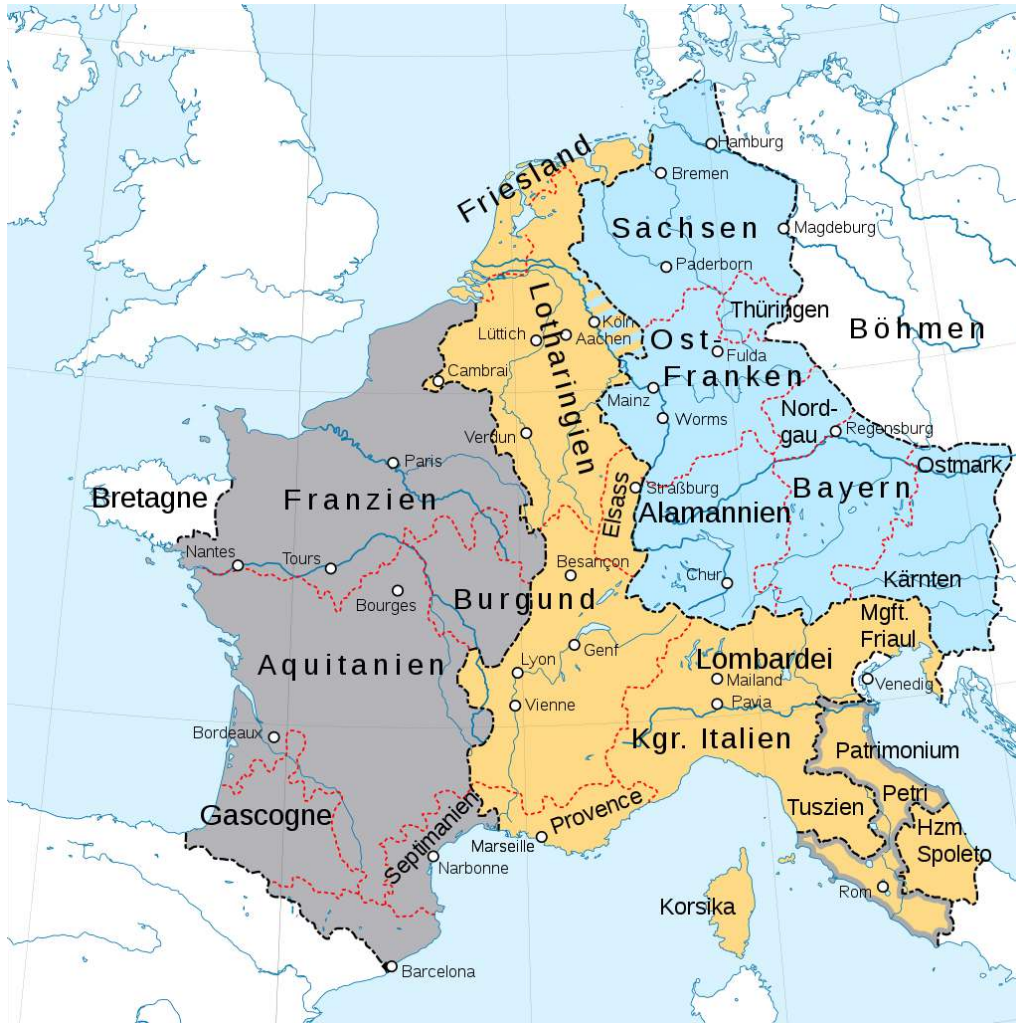 Hamburg
Friesland
Bremen
Sachsen
Magdeburg
Paderborn
Thüringen
Lotharingien
Köln
Böhmen
Lüttich
Aachen
Ost-
Fulda
Cambrai
Franken
Mainz
Nord-
gau
Worms
Regensburg
Verdun
Paris
Ostmark
Bretagne
Franzien
Elsass
Straßburg
Bayern
Alamannien
Nantes
Tours
Besançon
Chur
Kärnten
Bourges
Burgund
Mgft.
Friaul
Genf
Aquitanien
Lyon
Lombardei
Mailand
Venedig
Vienne
Pavia
Bordeaux
Kgr. Italien
Patrimonium
Petri
Gascogne
Septimanien
Provence
Tuszien
Hzm.
Spoleto
Marseille
Narbonne
Rom
Korsika
Barcelona